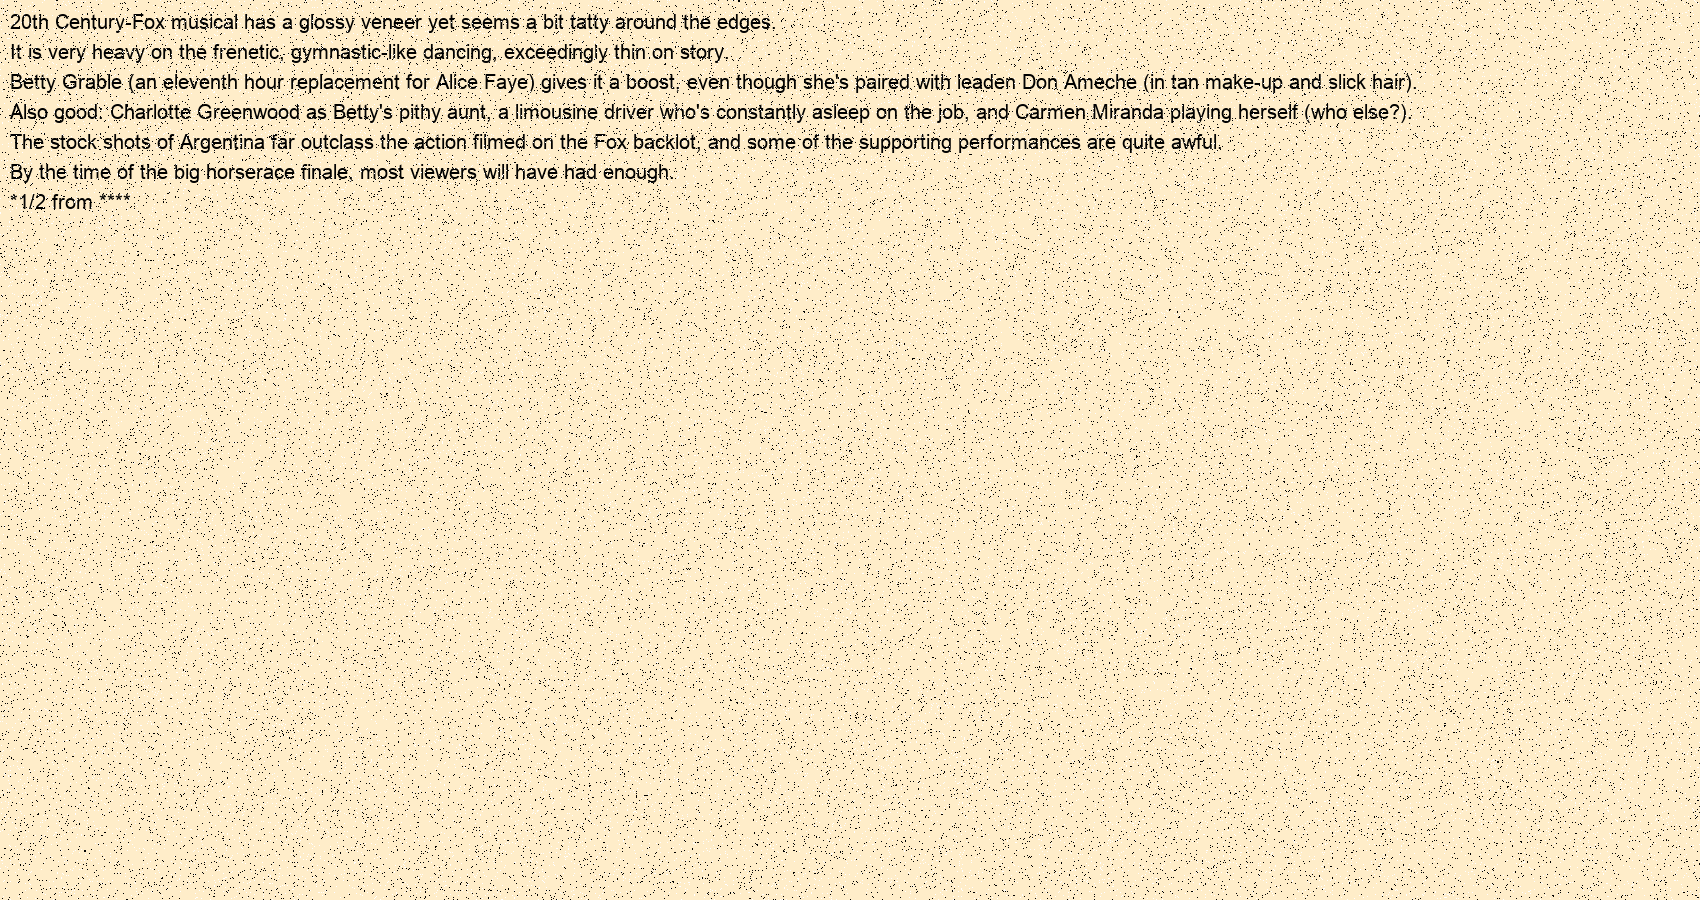 20th Century-Fox musical has a glossy veneer yet seems a bit tatty around the edges.
It is very heavy on the frenetic, gymnastic-like dancing, exceedingly thin on story.
Betty Grable (an eleventh hour replacement for Alice Faye) gives it a boost, even though she's paired with leaden Don Ameche (in tan make-up and slick hair).
Also good: Charlotte Greenwood as Betty's pithy aunt, a limousine driver who's constantly asleep on the job, and Carmen Miranda playing herself (who else?).
The stock shots of Argentina far outclass the action filmed on the Fox backlot, and some of the supporting performances are quite awful.
By the time of the big horserace finale, most viewers will have had enough.
*1/2 from ****